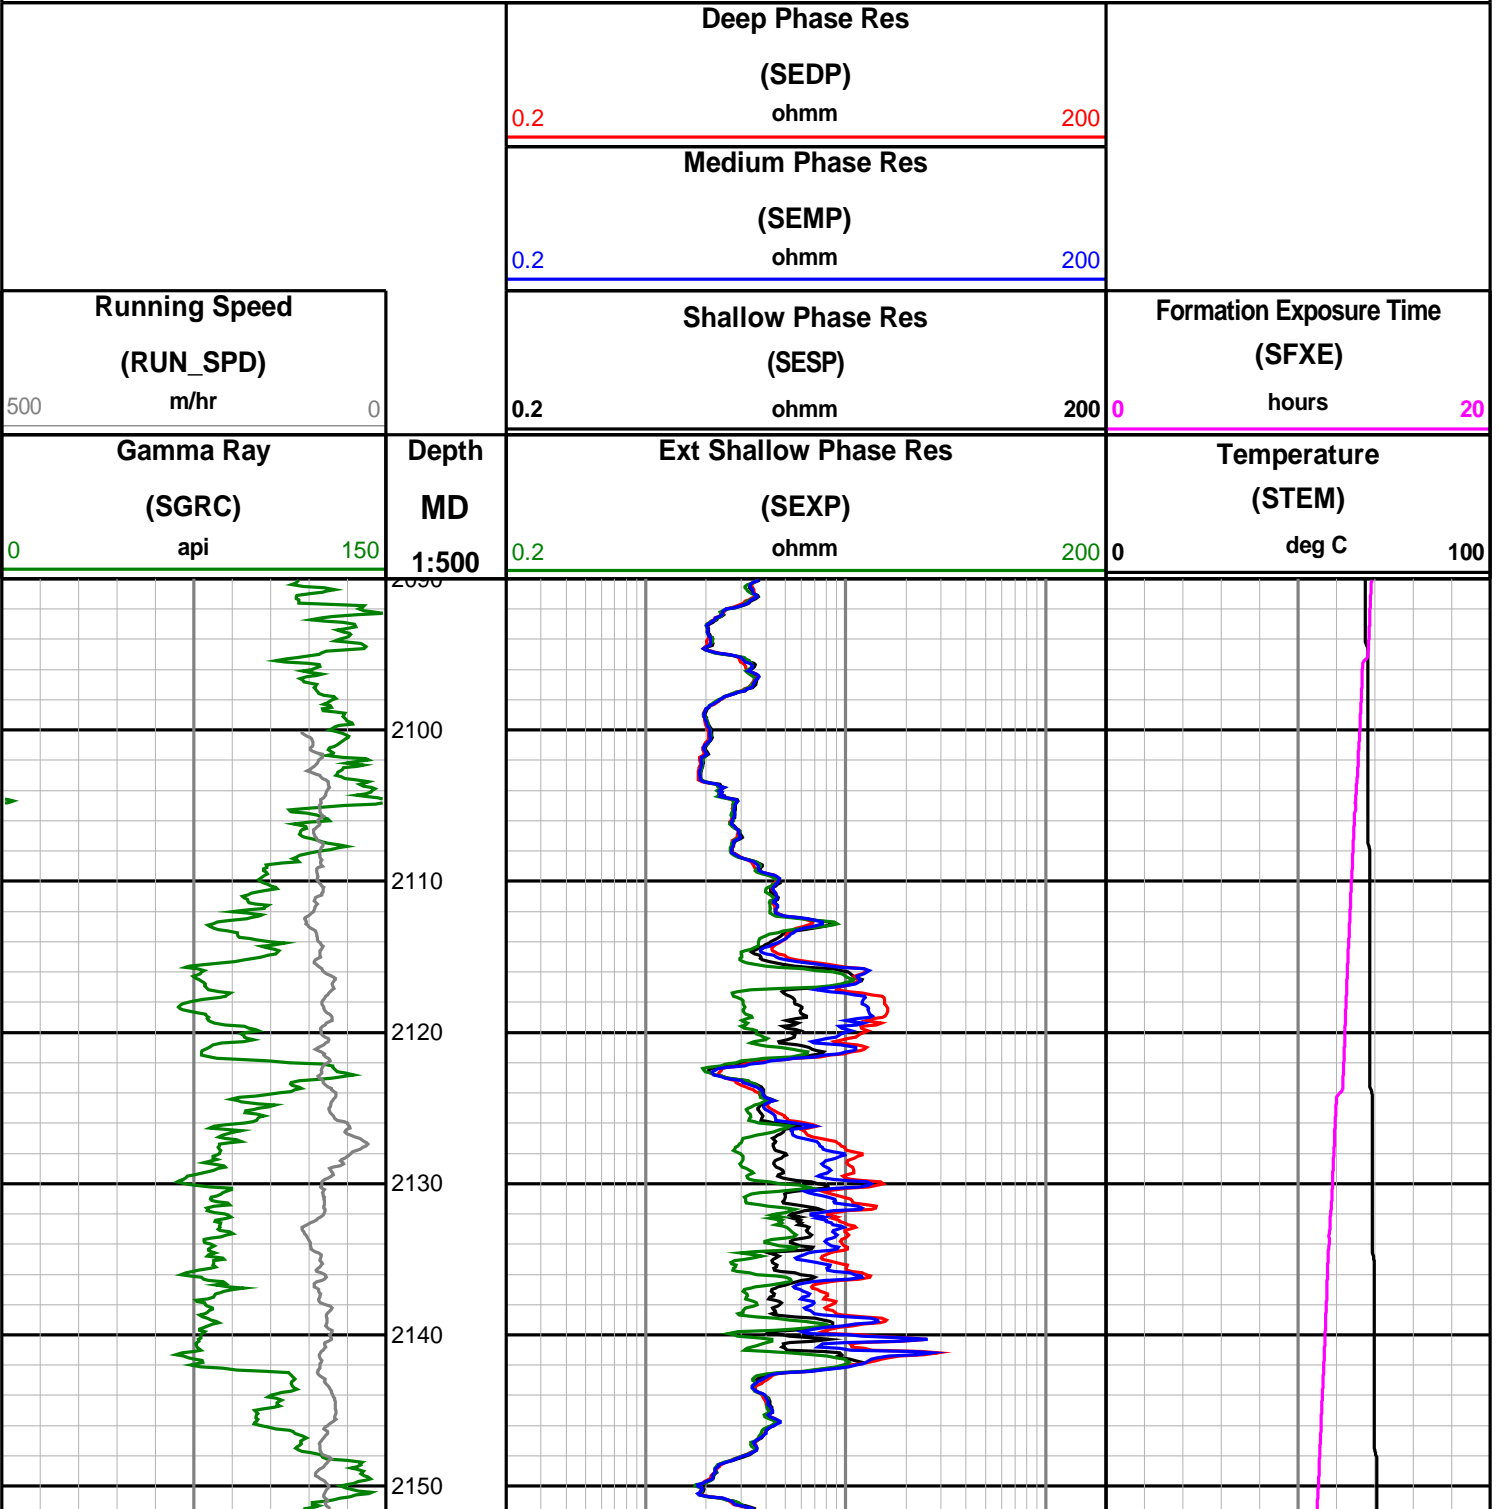 Deep Phase Res
(SEDP)
ohmm
0.2 200
Medium Phase Res
(SEMP)
ohmm
0.2 200
Running Speed
(RUN_SPD)
m/hr
500 0
Shallow Phase Res
(SESP)
ohmm
0.2 200
Formation Exposure Time
(SFXE)
hours
0 20
Gamma Ray
(SGRC)
api
0 150
Depth
MD
1:500
Ext Shallow Phase Res
(SEXP)
ohmm
0.2 200
Temperature
(STEM)
deg C
0 100
2090
2100
2110
2120
2130
2140
2150